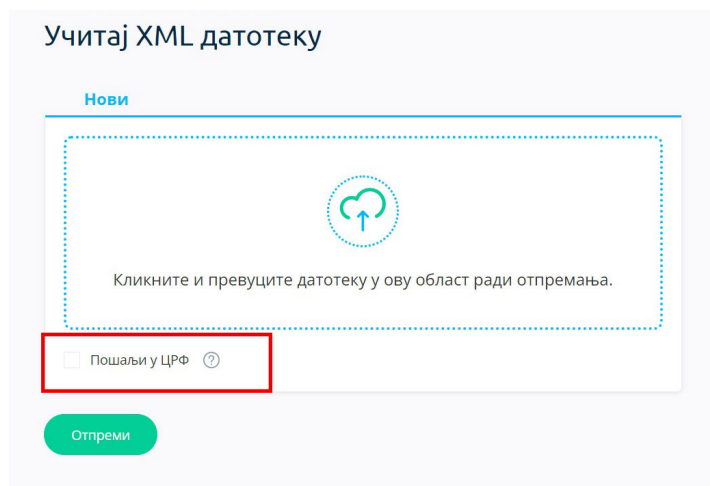 Учитај XML датотеку
Нови
Кликните и превуците датотеку у ову област ради отпремања.
Пошаљи у ЦРФ ?
Отпреми